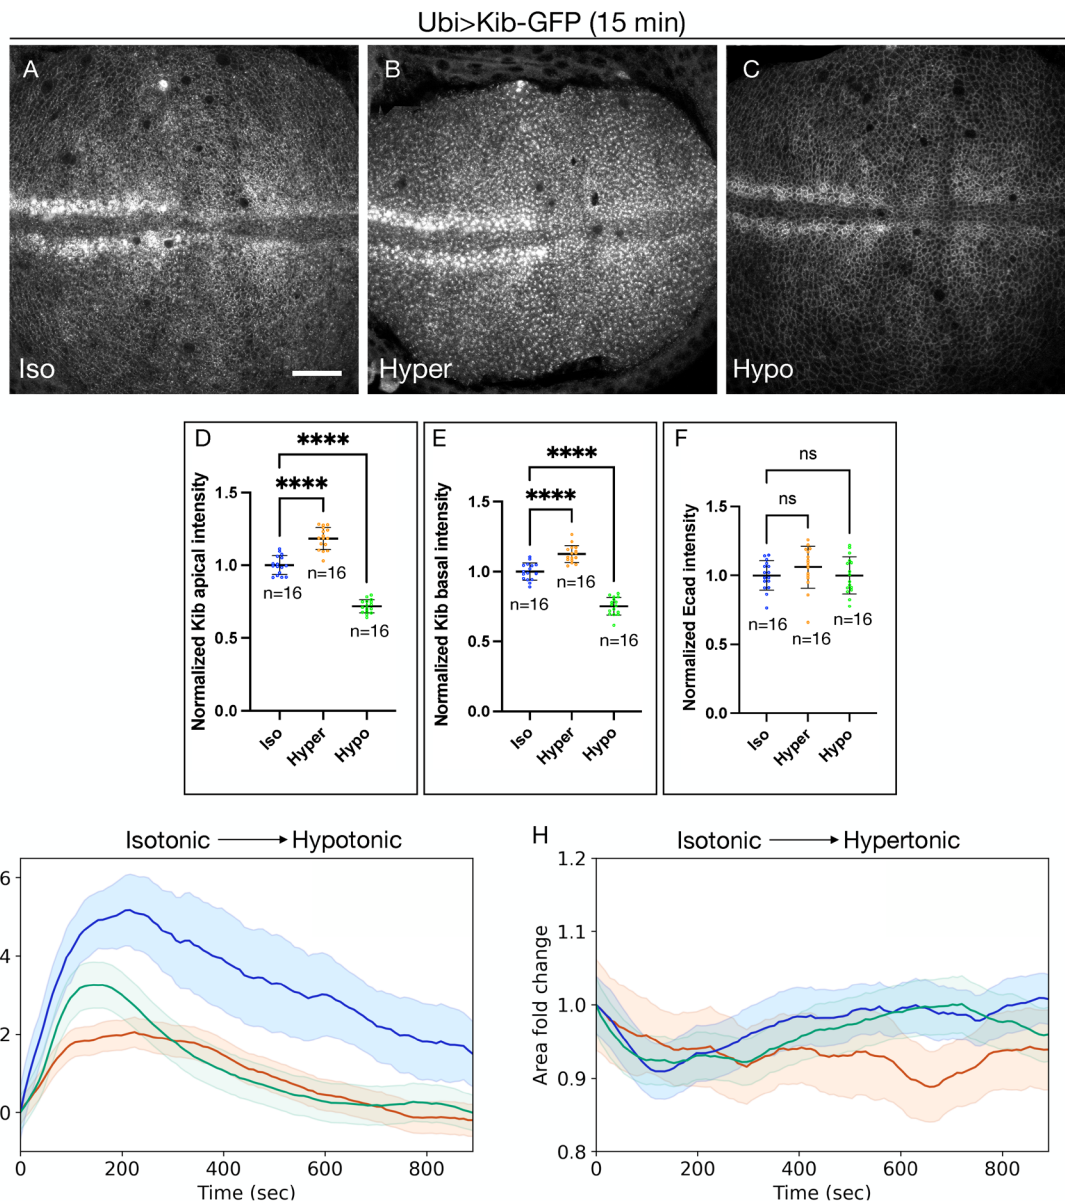 Ubi>Kib-GFP (15 min)
A
B
C
Iso
Hyper
Hypo
D
****
****
Normalized Kib apical intensity
1.5
1.0
0.5
0.0
n=16
n=16
n=16
Iso
Hyper
Hypo
E
****
****
Normalized Kib basal intensity
1.5
1.0
0.5
0.0
n=16
n=16
n=16
Iso
Hyper
Hypo
F
ns
ns
Normalized Ecad intensity
1.5
1.0
0.5
0.0
n=16
n=16
n=16
Iso
Hyper
Hypo
Isotonic → Hypotonic
6
4
2
0
0 200 400 600 800
Time (sec)
H
Isotonic → Hypertonic
Area fold change
1.2
1.1
1.0
0.9
0.8
0 200 400 600 800
Time (sec)